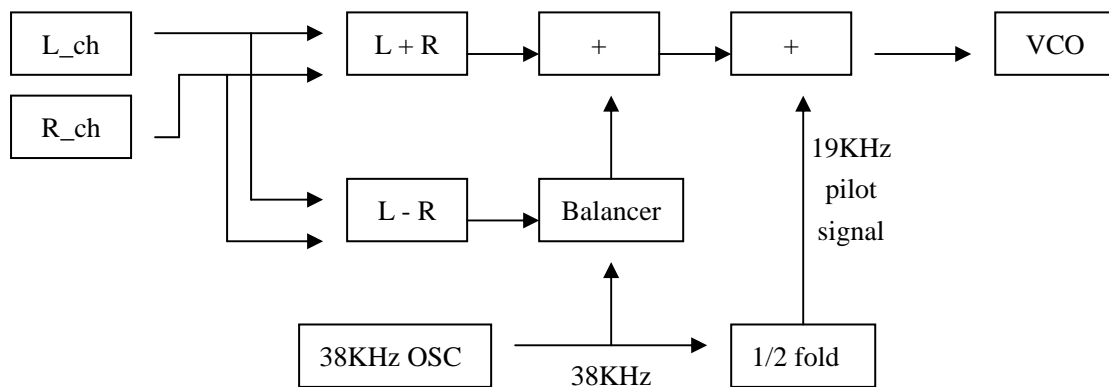 L_ch
L + R
+
+
VCO
R_ch
19KHz
pilot
signal
L - R
Balancer
38KHz OSC
38KHz
1/2 fold